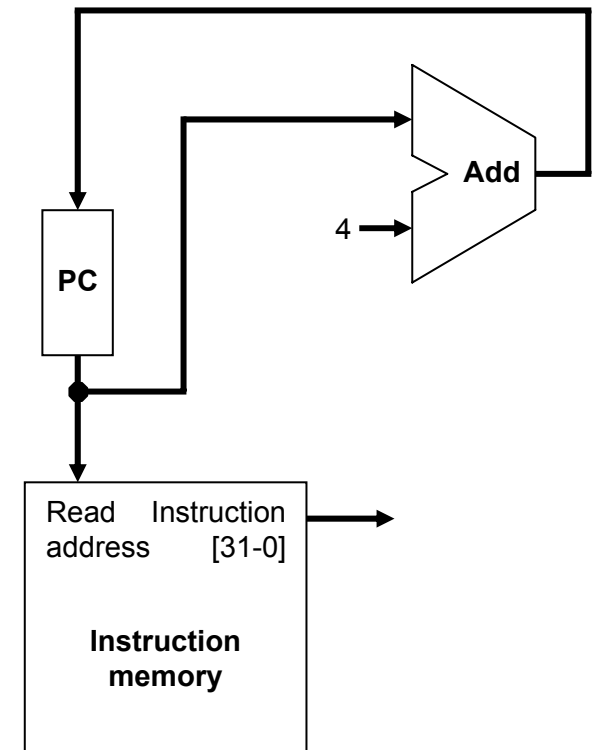 Add
4
PC
Read Instruction
address [31-0]
Instruction
memory